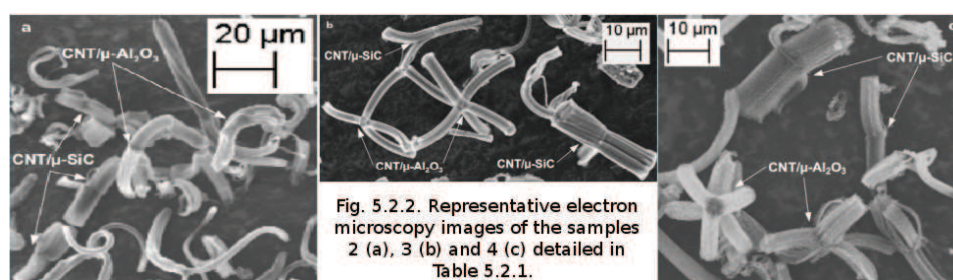 a
20 µm
CNT/µ-Al₂O₃
CNT/µ-SiC
b
CNT/µ-SiC
10 µm
CNT/µ-Al₂O₃
CNT/µ-SiC
10 µm
c
CNT/µ-SiC
CNT/µ-Al₂O₃
Fig. 5.2.2. Representative electron
microscopy images of the samples
2 (a), 3 (b) and 4 (c) detailed in
Table 5.2.1.